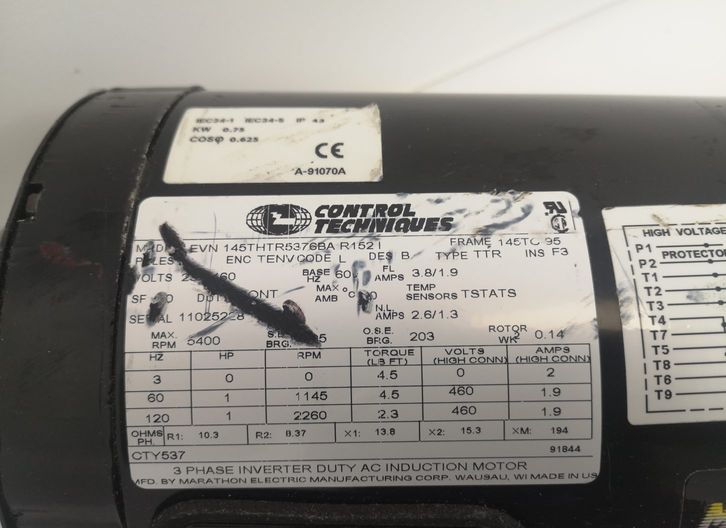 IEC34-1 IEC34-5 IP 43
KW 0.75
COSφ 0.625
CE
A-91070A
CONTROL
TECHNIQUES
EVN 145THTR5376BA R152 FRAME 145TC 95
POLES ENC TENV CODE L DES B TYPE TTR INS F3
VOLTS 460 BASE HZ 60 FL AMPS 3.8/1.9
SF MAX AMB °C TEMP SENSORS TSTATS
SERIAL N.L. AMPS 2.6/1.3
MAX. RPM 5400 BRG. O.S.E. BRG. 203 ROTOR WK² 0.14
HZ HP RPM TORQUE (LB FT) VOLTS (HIGH CONN) AMPS (HIGH CONN)
3 0 0 4.5 0 2
60 1 1145 4.5 460 1.9
120 1 2260 2.3 460 1.9
OHMS PH. R1: 10.3 R2: 8.37 X1: 13.8 X2: 15.3 XM: 194
CTY537 91844
3 PHASE INVERTER DUTY AC INDUCTION MOTOR
MFD. BY MARATHON ELECTRIC MANUFACTURING CORP. WAUSAU, WI MADE IN US
HIGH VOLTAGE
P1
P2 PROTECTOR
T1
T2
T3
T4
T7
T5
T8
T6
T9